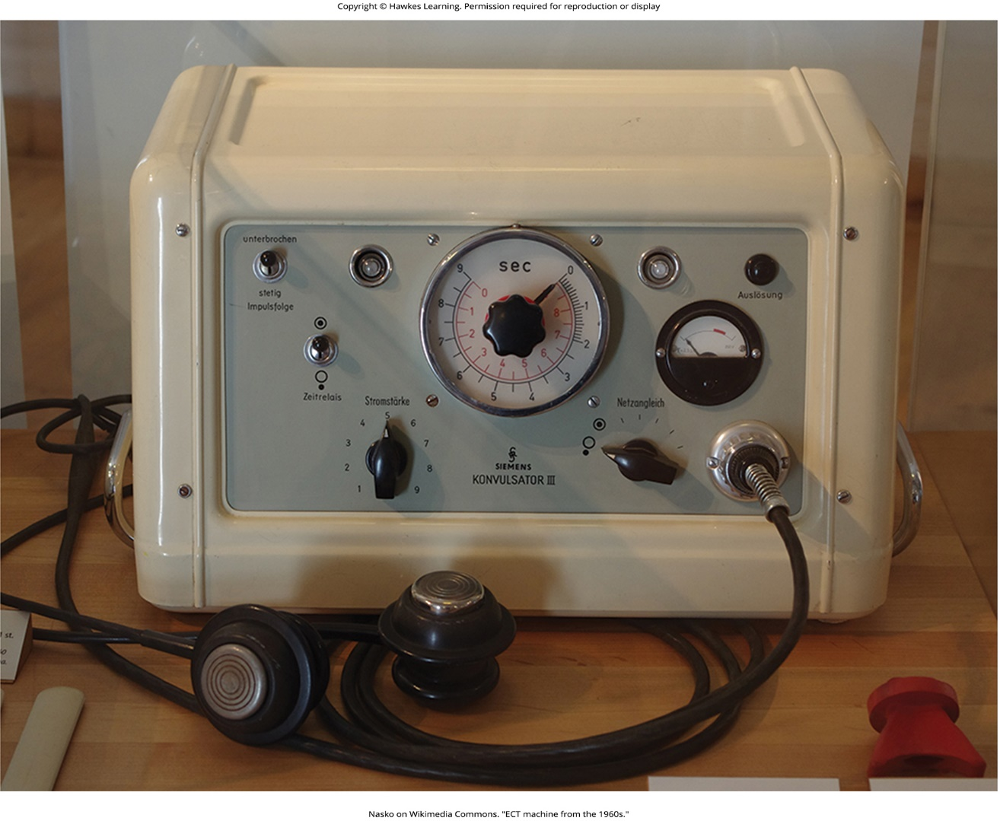 Copyright © Hawkes Learning. Permission required for reproduction or display
unterbrochen
stetig
Impulsfolge
Zeitrelais
Stromstärke
1 2 3 4 5 6 7 8 9
sec
0 1 2 3 4 5 6 7 8 9
0 1 2 3 4 5 6 7 8
Auslösung
Netzangleich
SIEMENS
KONVULSATOR III
st.
Nasko on Wikimedia Commons. "ECT machine from the 1960s."